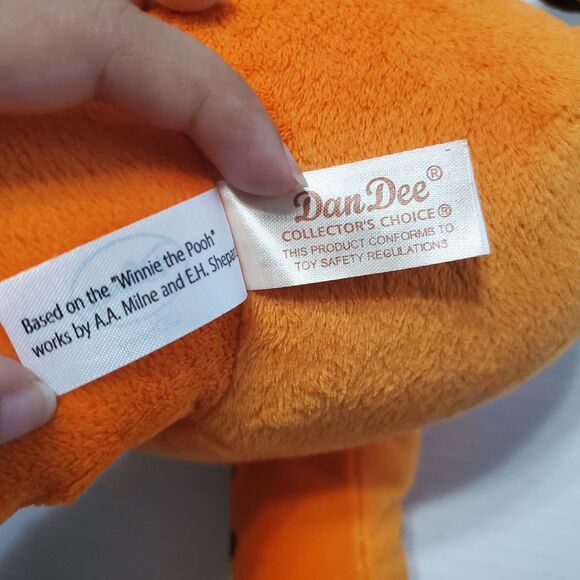 Based on the "Winnie the Pooh"
works by A.A. Milne and E.H.
Dan Dee®
COLLECTOR'S CHOICE®
THIS PRODUCT CONFORMS TO
TOY SAFETY REGULATIONS